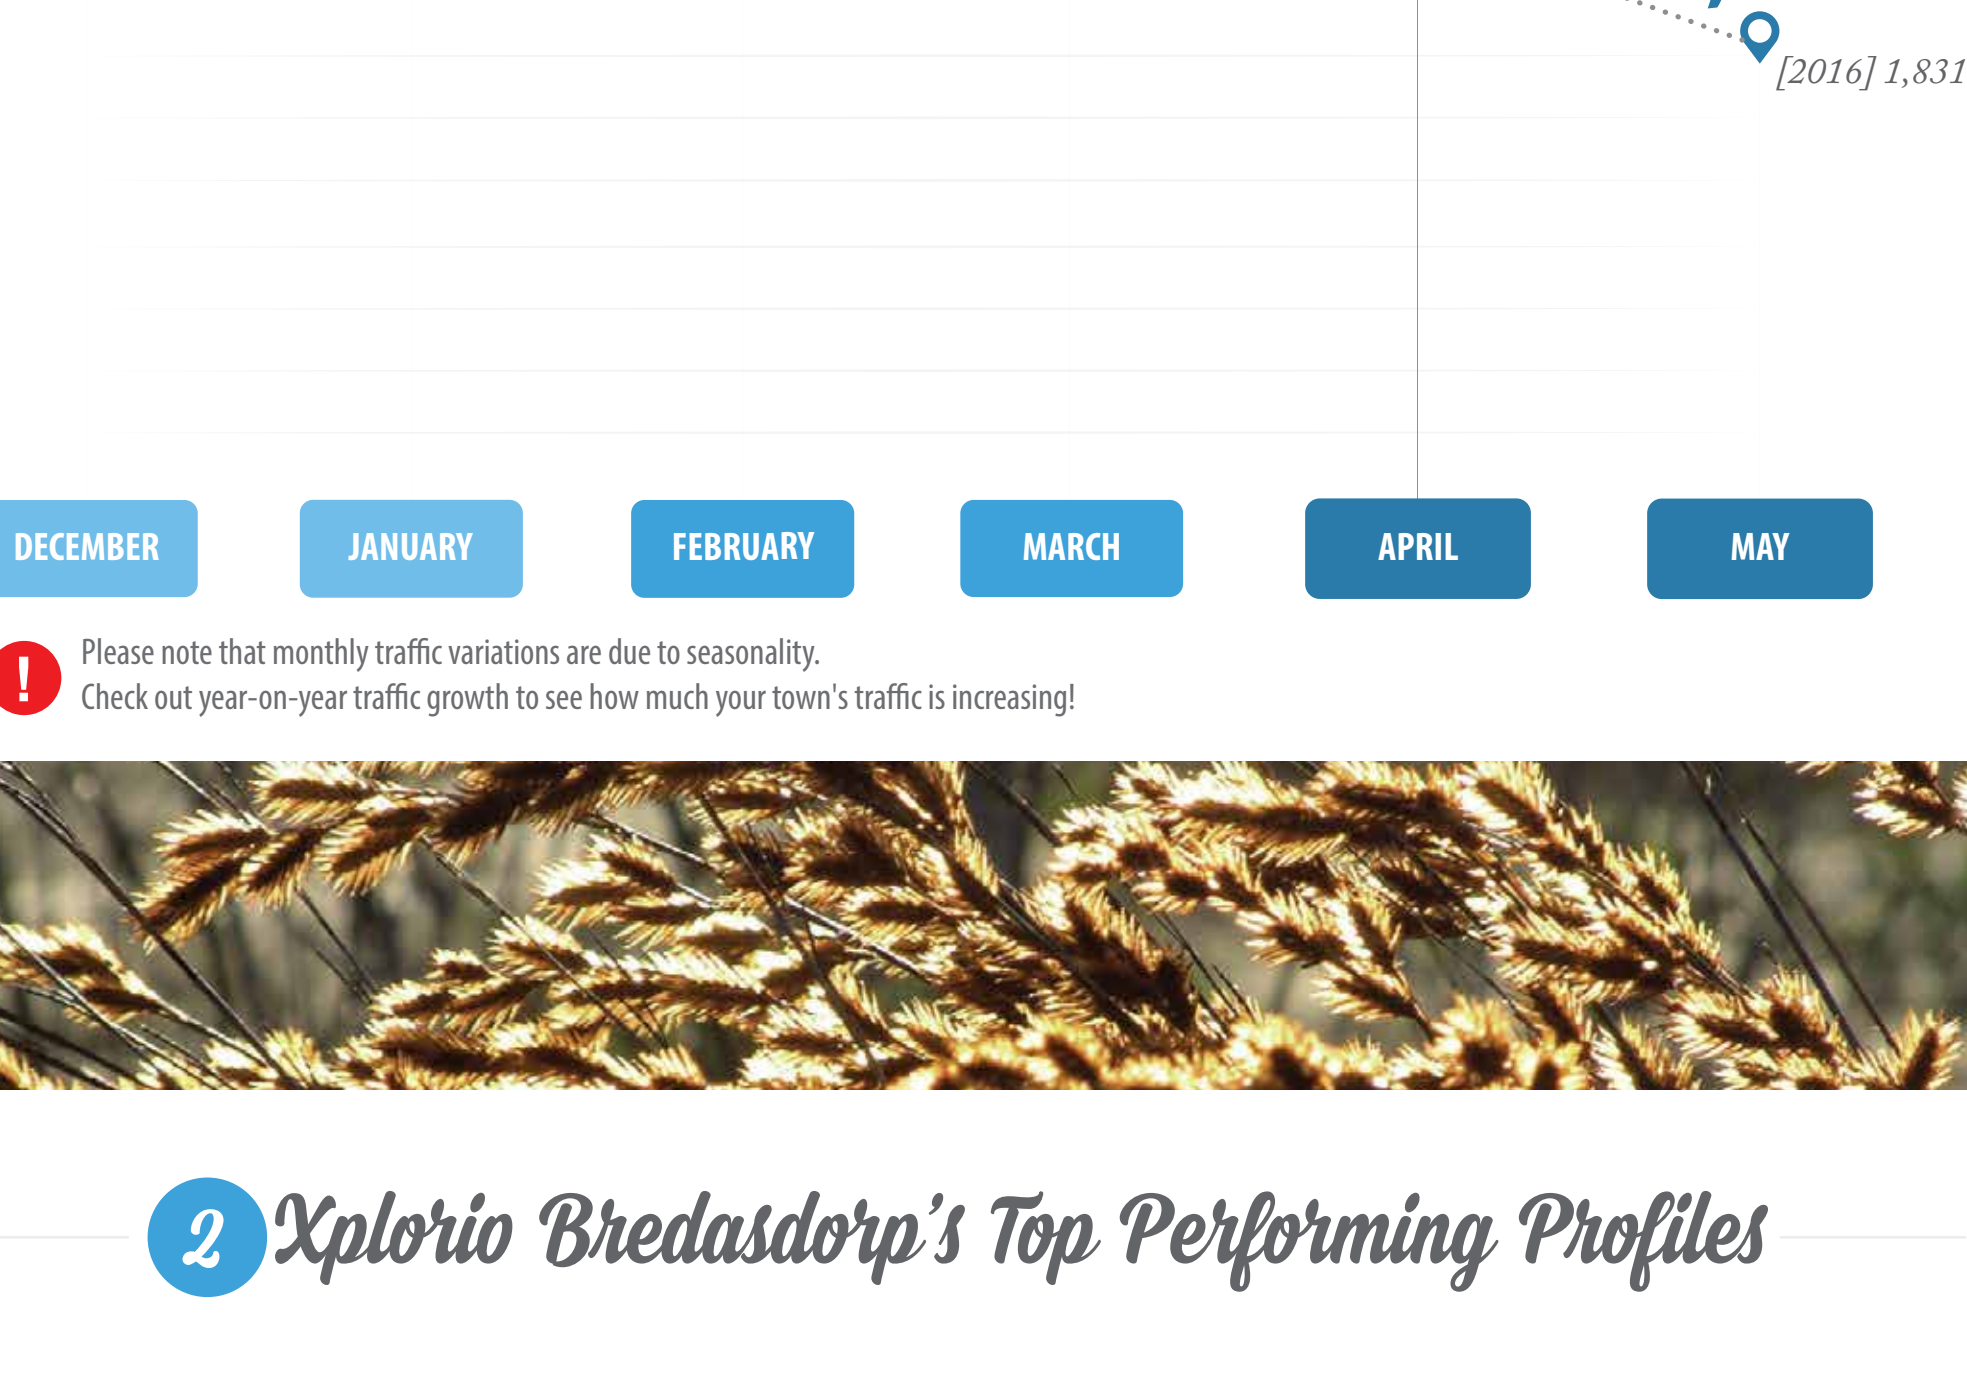 [2016] 1,831
DECEMBER JANUARY FEBRUARY MARCH APRIL MAY
!
Please note that monthly traffic variations are due to seasonality.
Check out year-on-year traffic growth to see how much your town's traffic is increasing!
2 Xplorio Bredasdorp's Top Performing Profiles